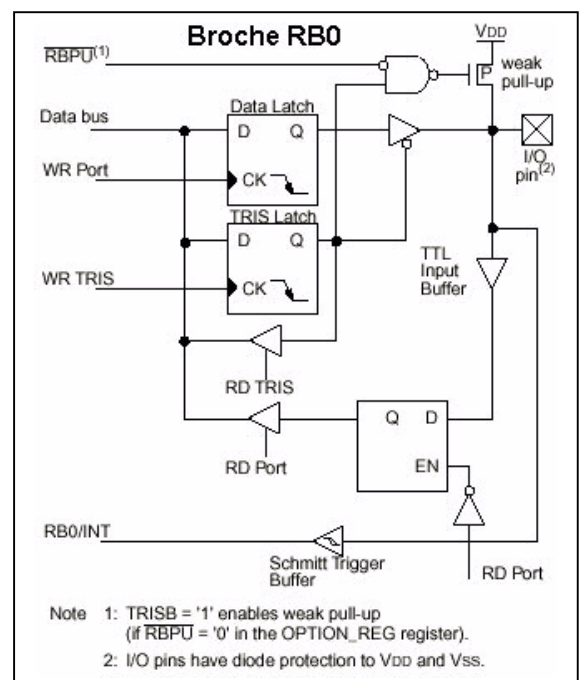 Broche RB0
VDD
RBPU(1)
weak
P
pull-up
Data Latch
Data bus
D Q
I/O
pin(2)
WR Port
CK
TRIS Latch
D Q
TTL
Input
Buffer
WR TRIS
CK
RD TRIS
Q D
RD Port
EN
RB0/INT
Schmitt Trigger
Buffer
RD Port
Note 1: TRISB = '1' enables weak pull-up
(if RBPU = '0' in the OPTION_REG register).
2: I/O pins have diode protection to VDD and VSS.